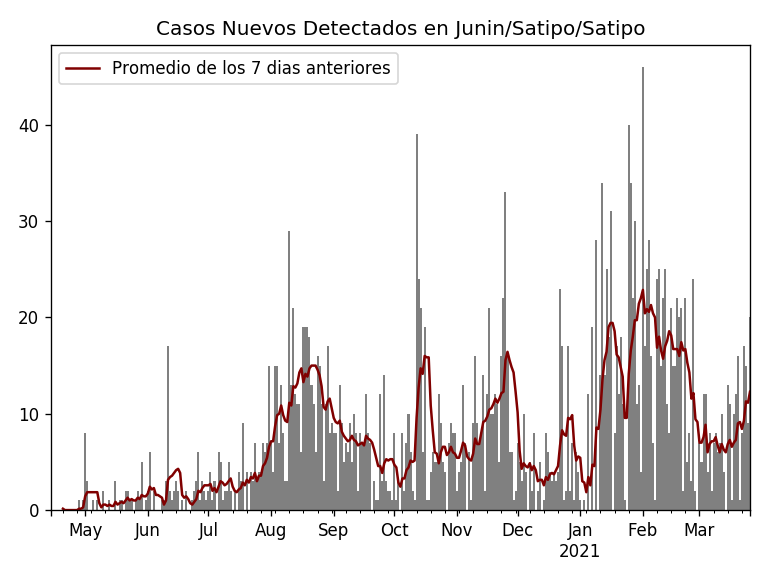 Casos Nuevos Detectados en Junin/Satipo/Satipo
Promedio de los 7 dias anteriores
40
30
20
10
0
May Jun Jul Aug Sep Oct Nov Dec Jan Feb Mar
2021